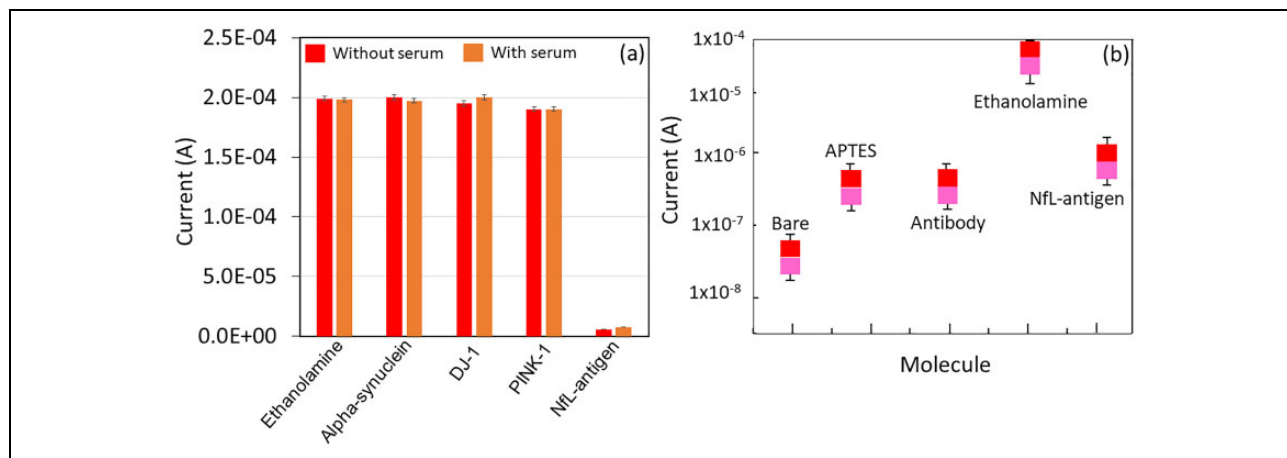 2.5E-04
2.0E-04
1.5E-04
1.0E-04
5.0E-05
0.0E+00
Current (A)
Without serum
With serum
(a)
Ethanolamine
Alpha-synuclein
DJ-1
PINK-1
NfL-antigen
1x10⁻⁴
1x10⁻⁵
1x10⁻⁶
1x10⁻⁷
1x10⁻⁸
Current (A)
(b)
Bare
APTES
Antibody
Ethanolamine
NfL-antigen
Molecule